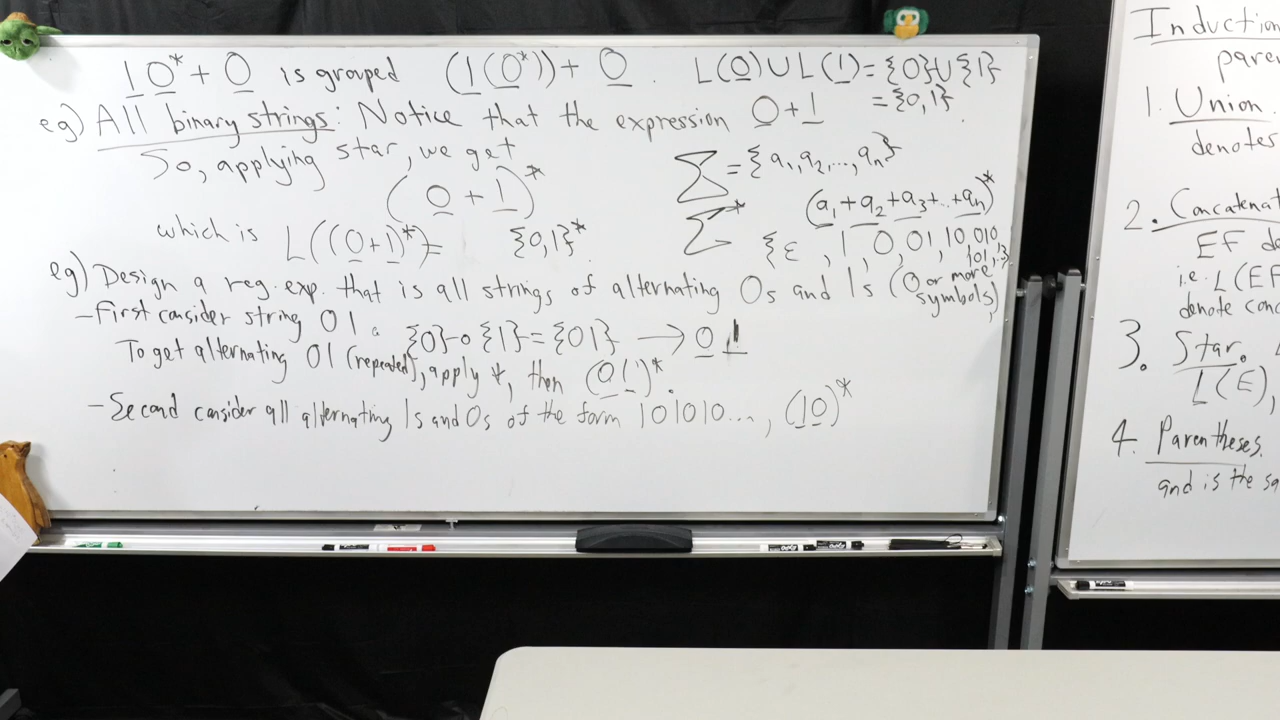 10* + 0 is grouped (1(0*)) + 0. L(0) ∪ L(1) = {0}∪{1}
= {0,1}.
eg) All binary strings: Notice that the expression 0+1
So, applying star, we get
(0 + 1)*
which is L((0+1)*) = {0,1}*.
Σ = {a1, a2, ..., an}
(a1 + a2 + a3 + ... + an)*
Σ* {ε, 1, 0, 01, 10, 010
101, ...}
eg) Design a reg. exp. that is all strings of alternating 0s and 1s (0 or more
symbols)
- First consider string 01. {0} ∘ {1} = {01} → 0 1
To get alternating 01 (repeated), apply *, then (01)*.
- Second consider all alternating 1s and 0s of the form 101010..., (10)*
Induction
1. Union.
denotes
2. Concatenat
EF de
i.e. L(EF
denote conc
3. Star.
L(E),
4. Parentheses.
and is the sa